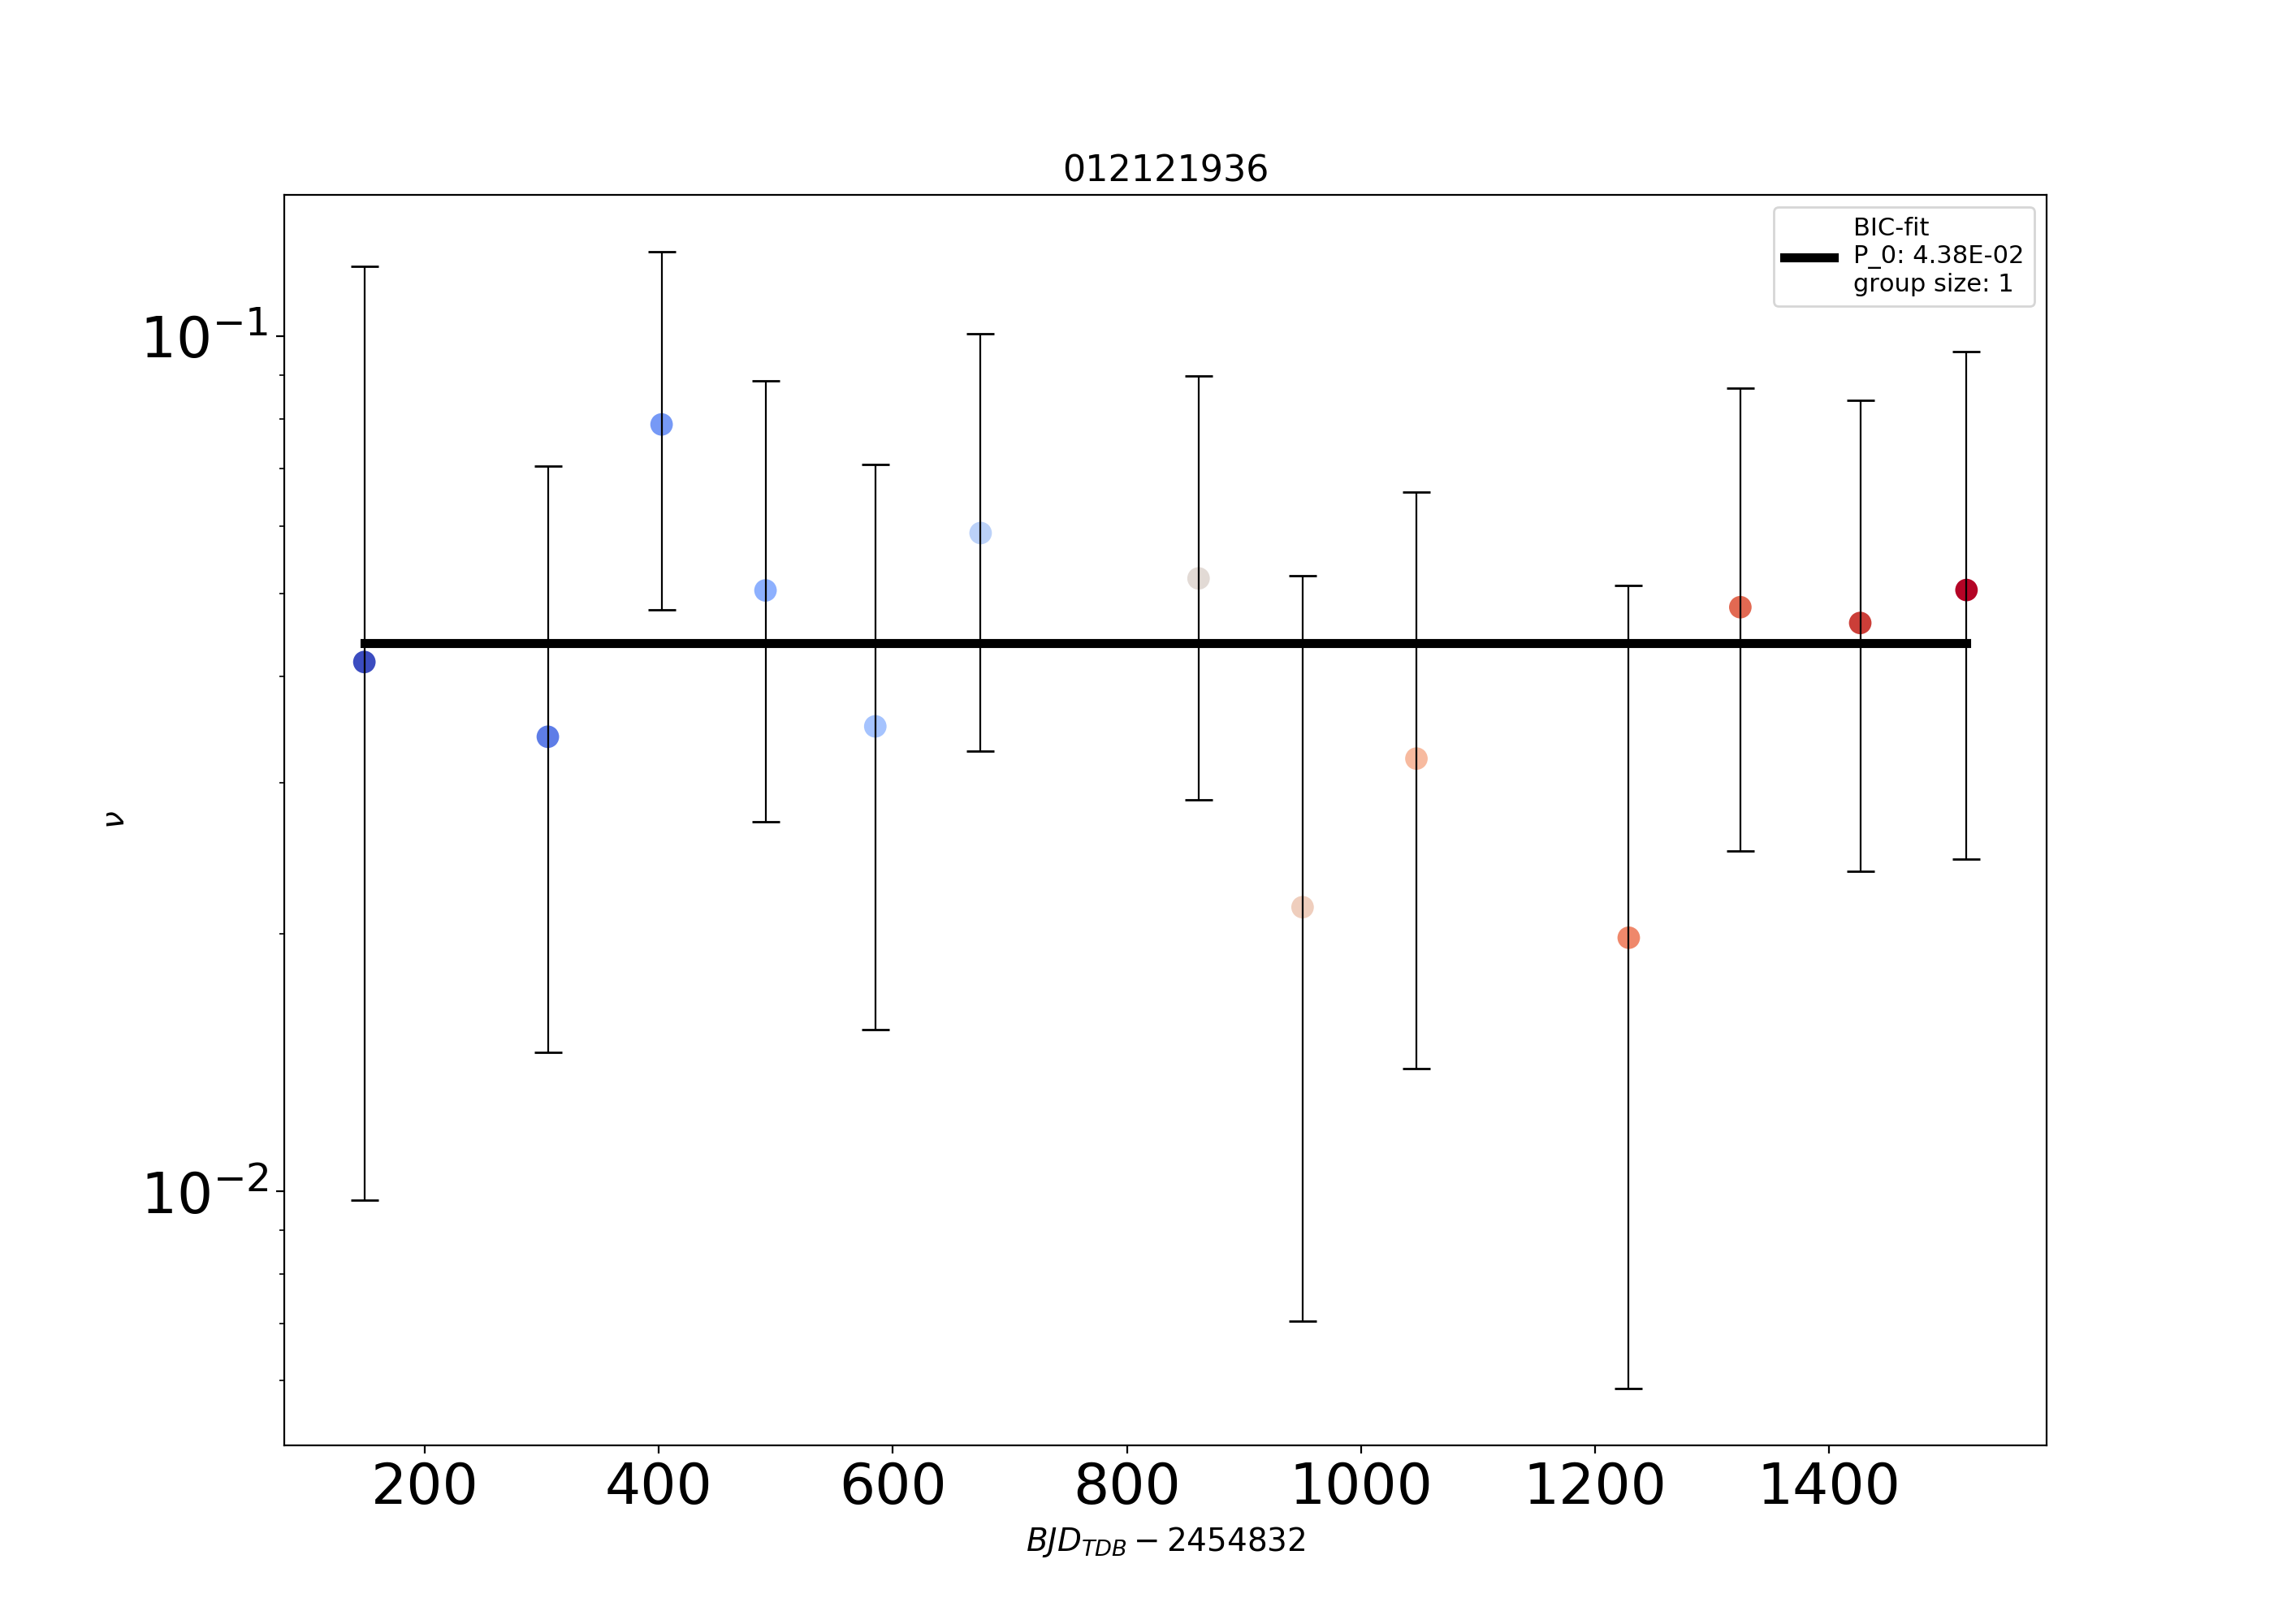 012121936
BIC-fit
P_0: 4.38E-02
group size: 1
10⁻¹
10⁻²
ν
200 400 600 800 1000 1200 1400
BJD_TDB − 2454832